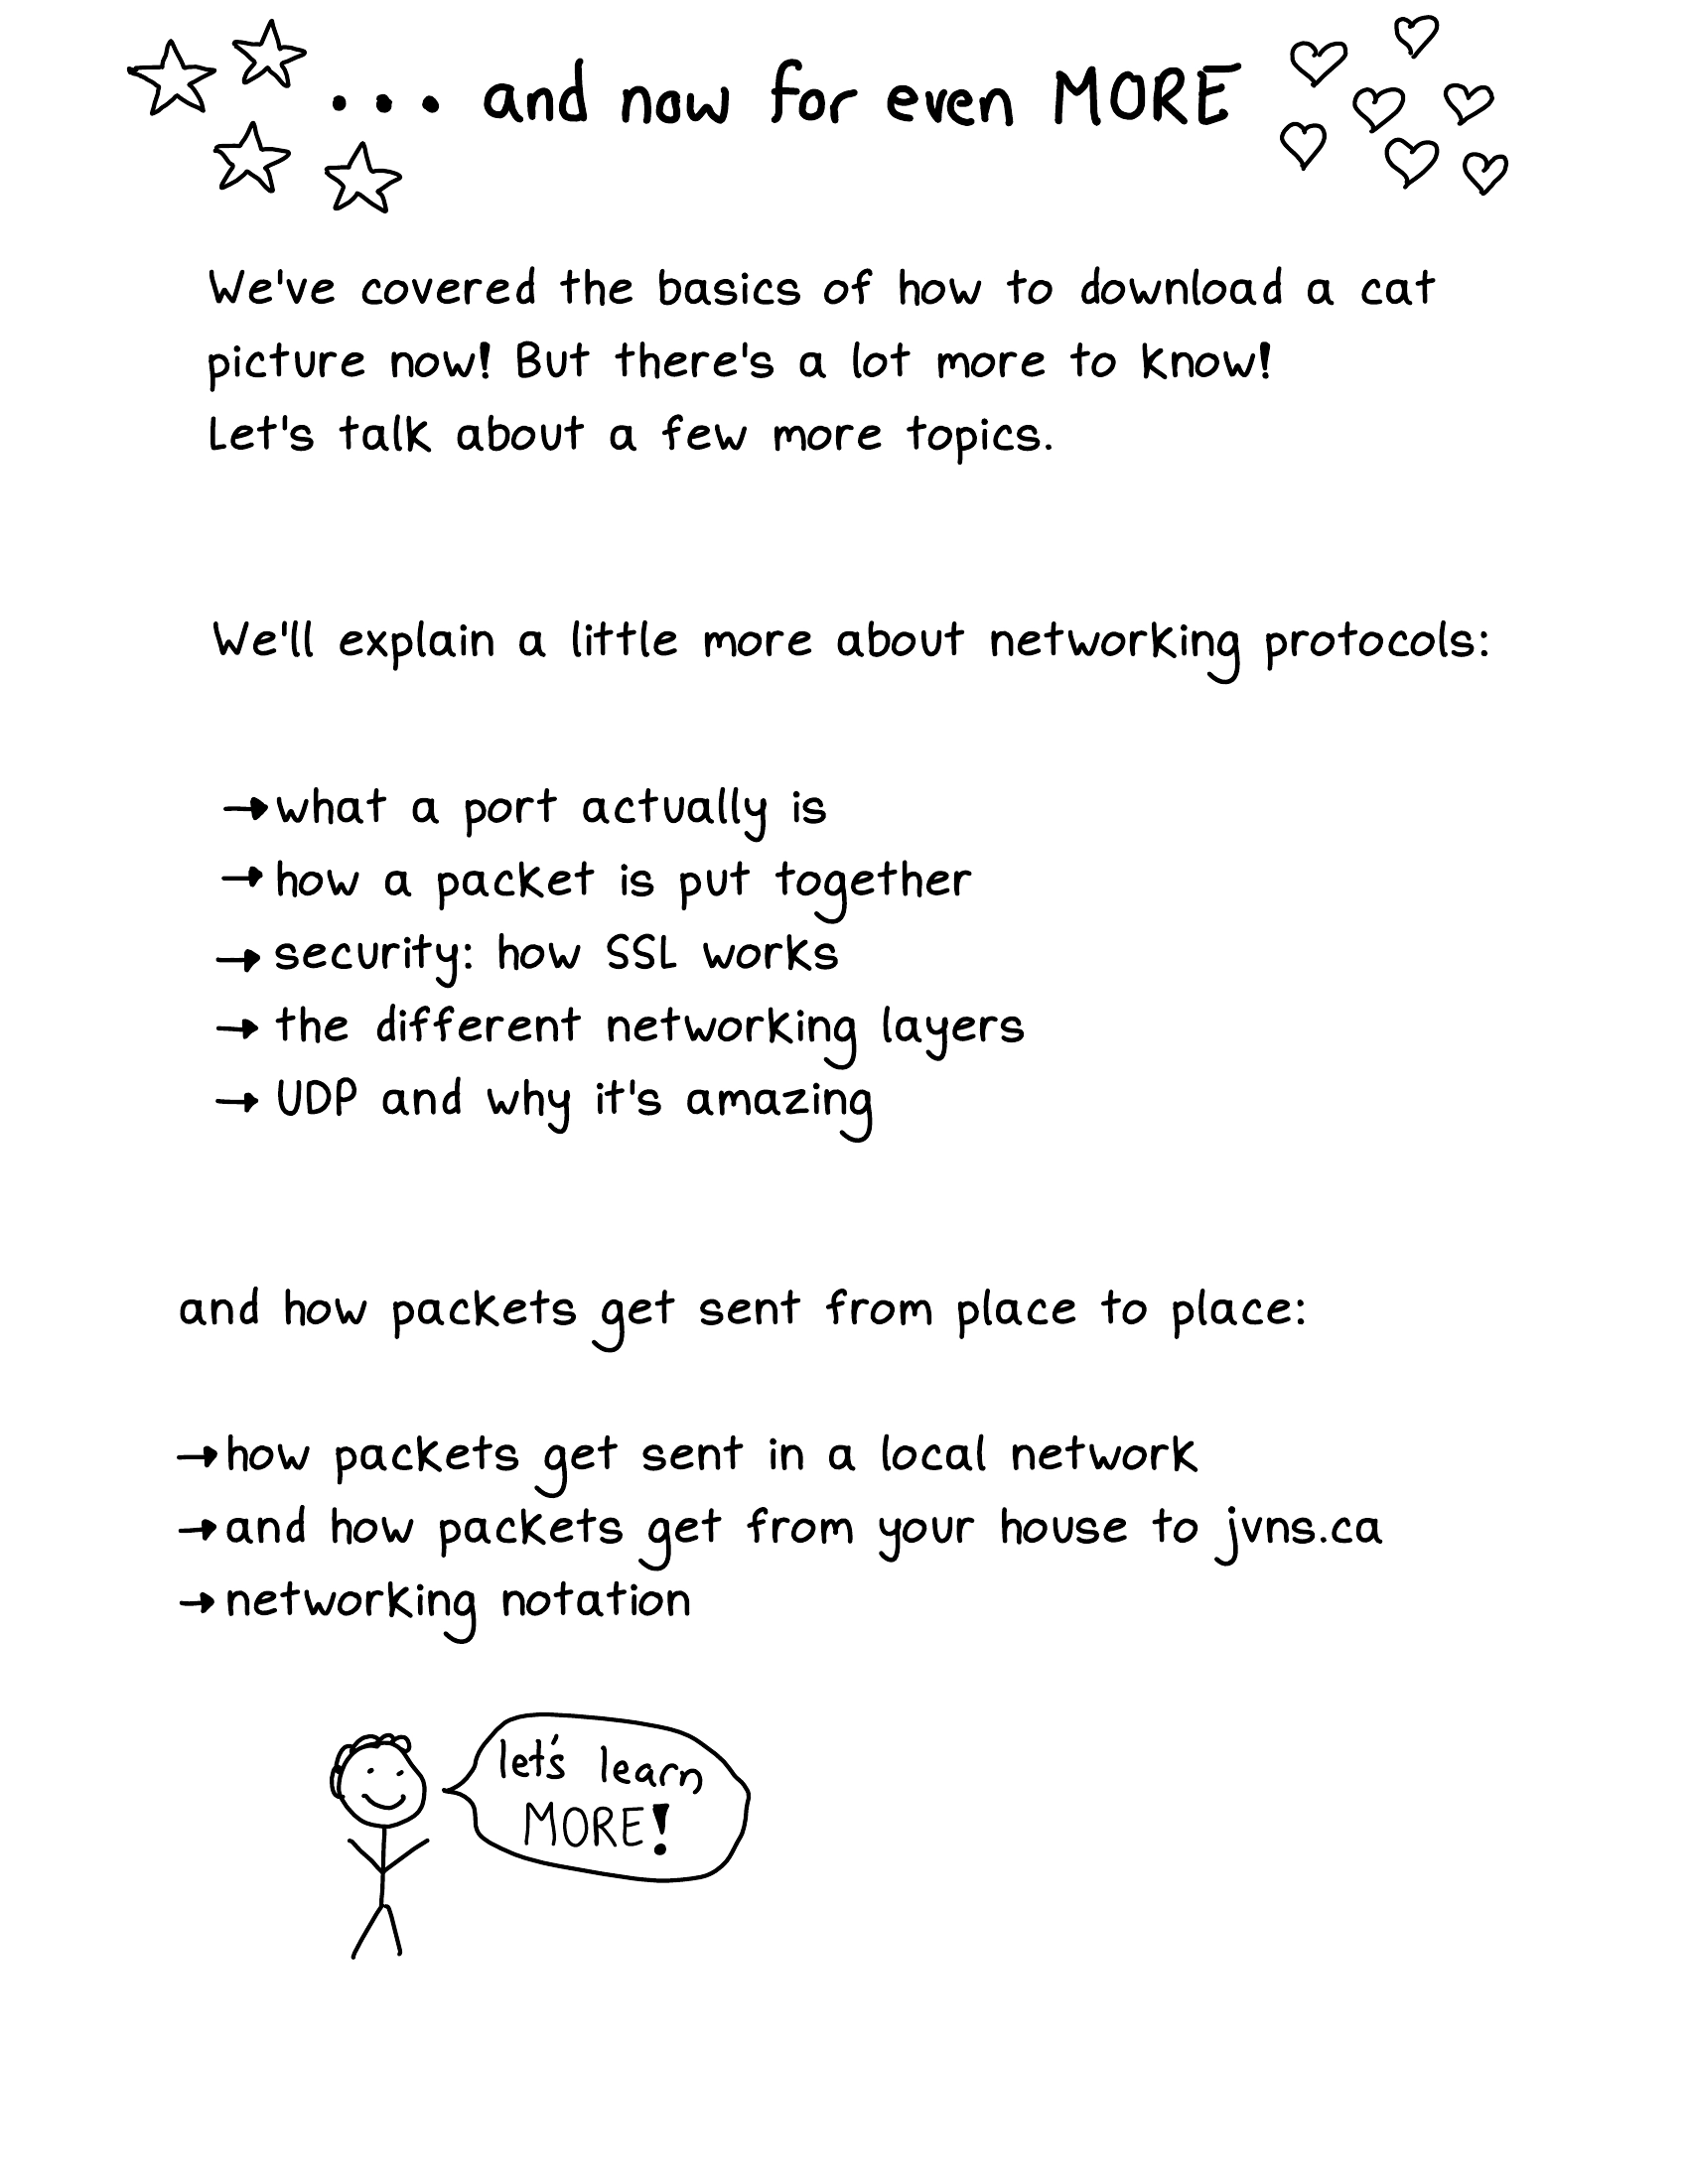 ... and now for even MORE
We've covered the basics of how to download a cat
picture now! But there's a lot more to know!
Let's talk about a few more topics.
We'll explain a little more about networking protocols:
→ what a port actually is
→ how a packet is put together
→ security: how SSL works
→ the different networking layers
→ UDP and why it's amazing
and how packets get sent from place to place:
→ how packets get sent in a local network
→ and how packets get from your house to jvns.ca
→ networking notation
let's learn
MORE!